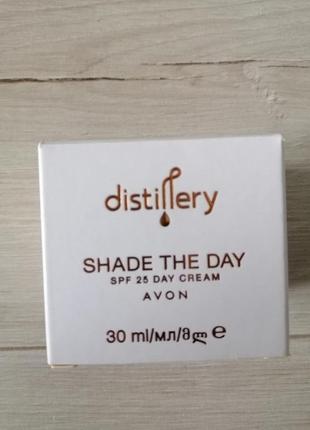 distillery
SHADE THE DAY
SPF 25 DAY CREAM
AVON
30 ml/мл/მლ ℮